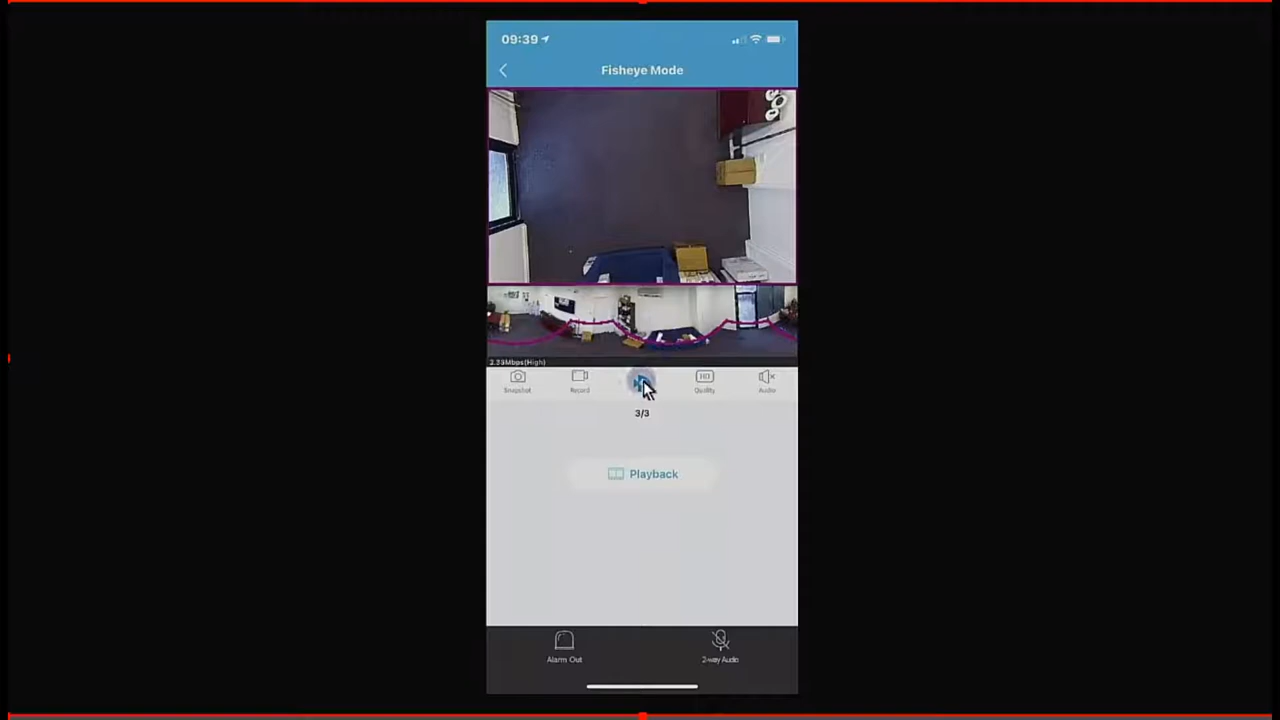 09:39
Fisheye Mode
2.33Mbps(High)
Snapshot
Record
HD
Quality
Audio
3/3
Playback
Alarm Out
2-way Audio